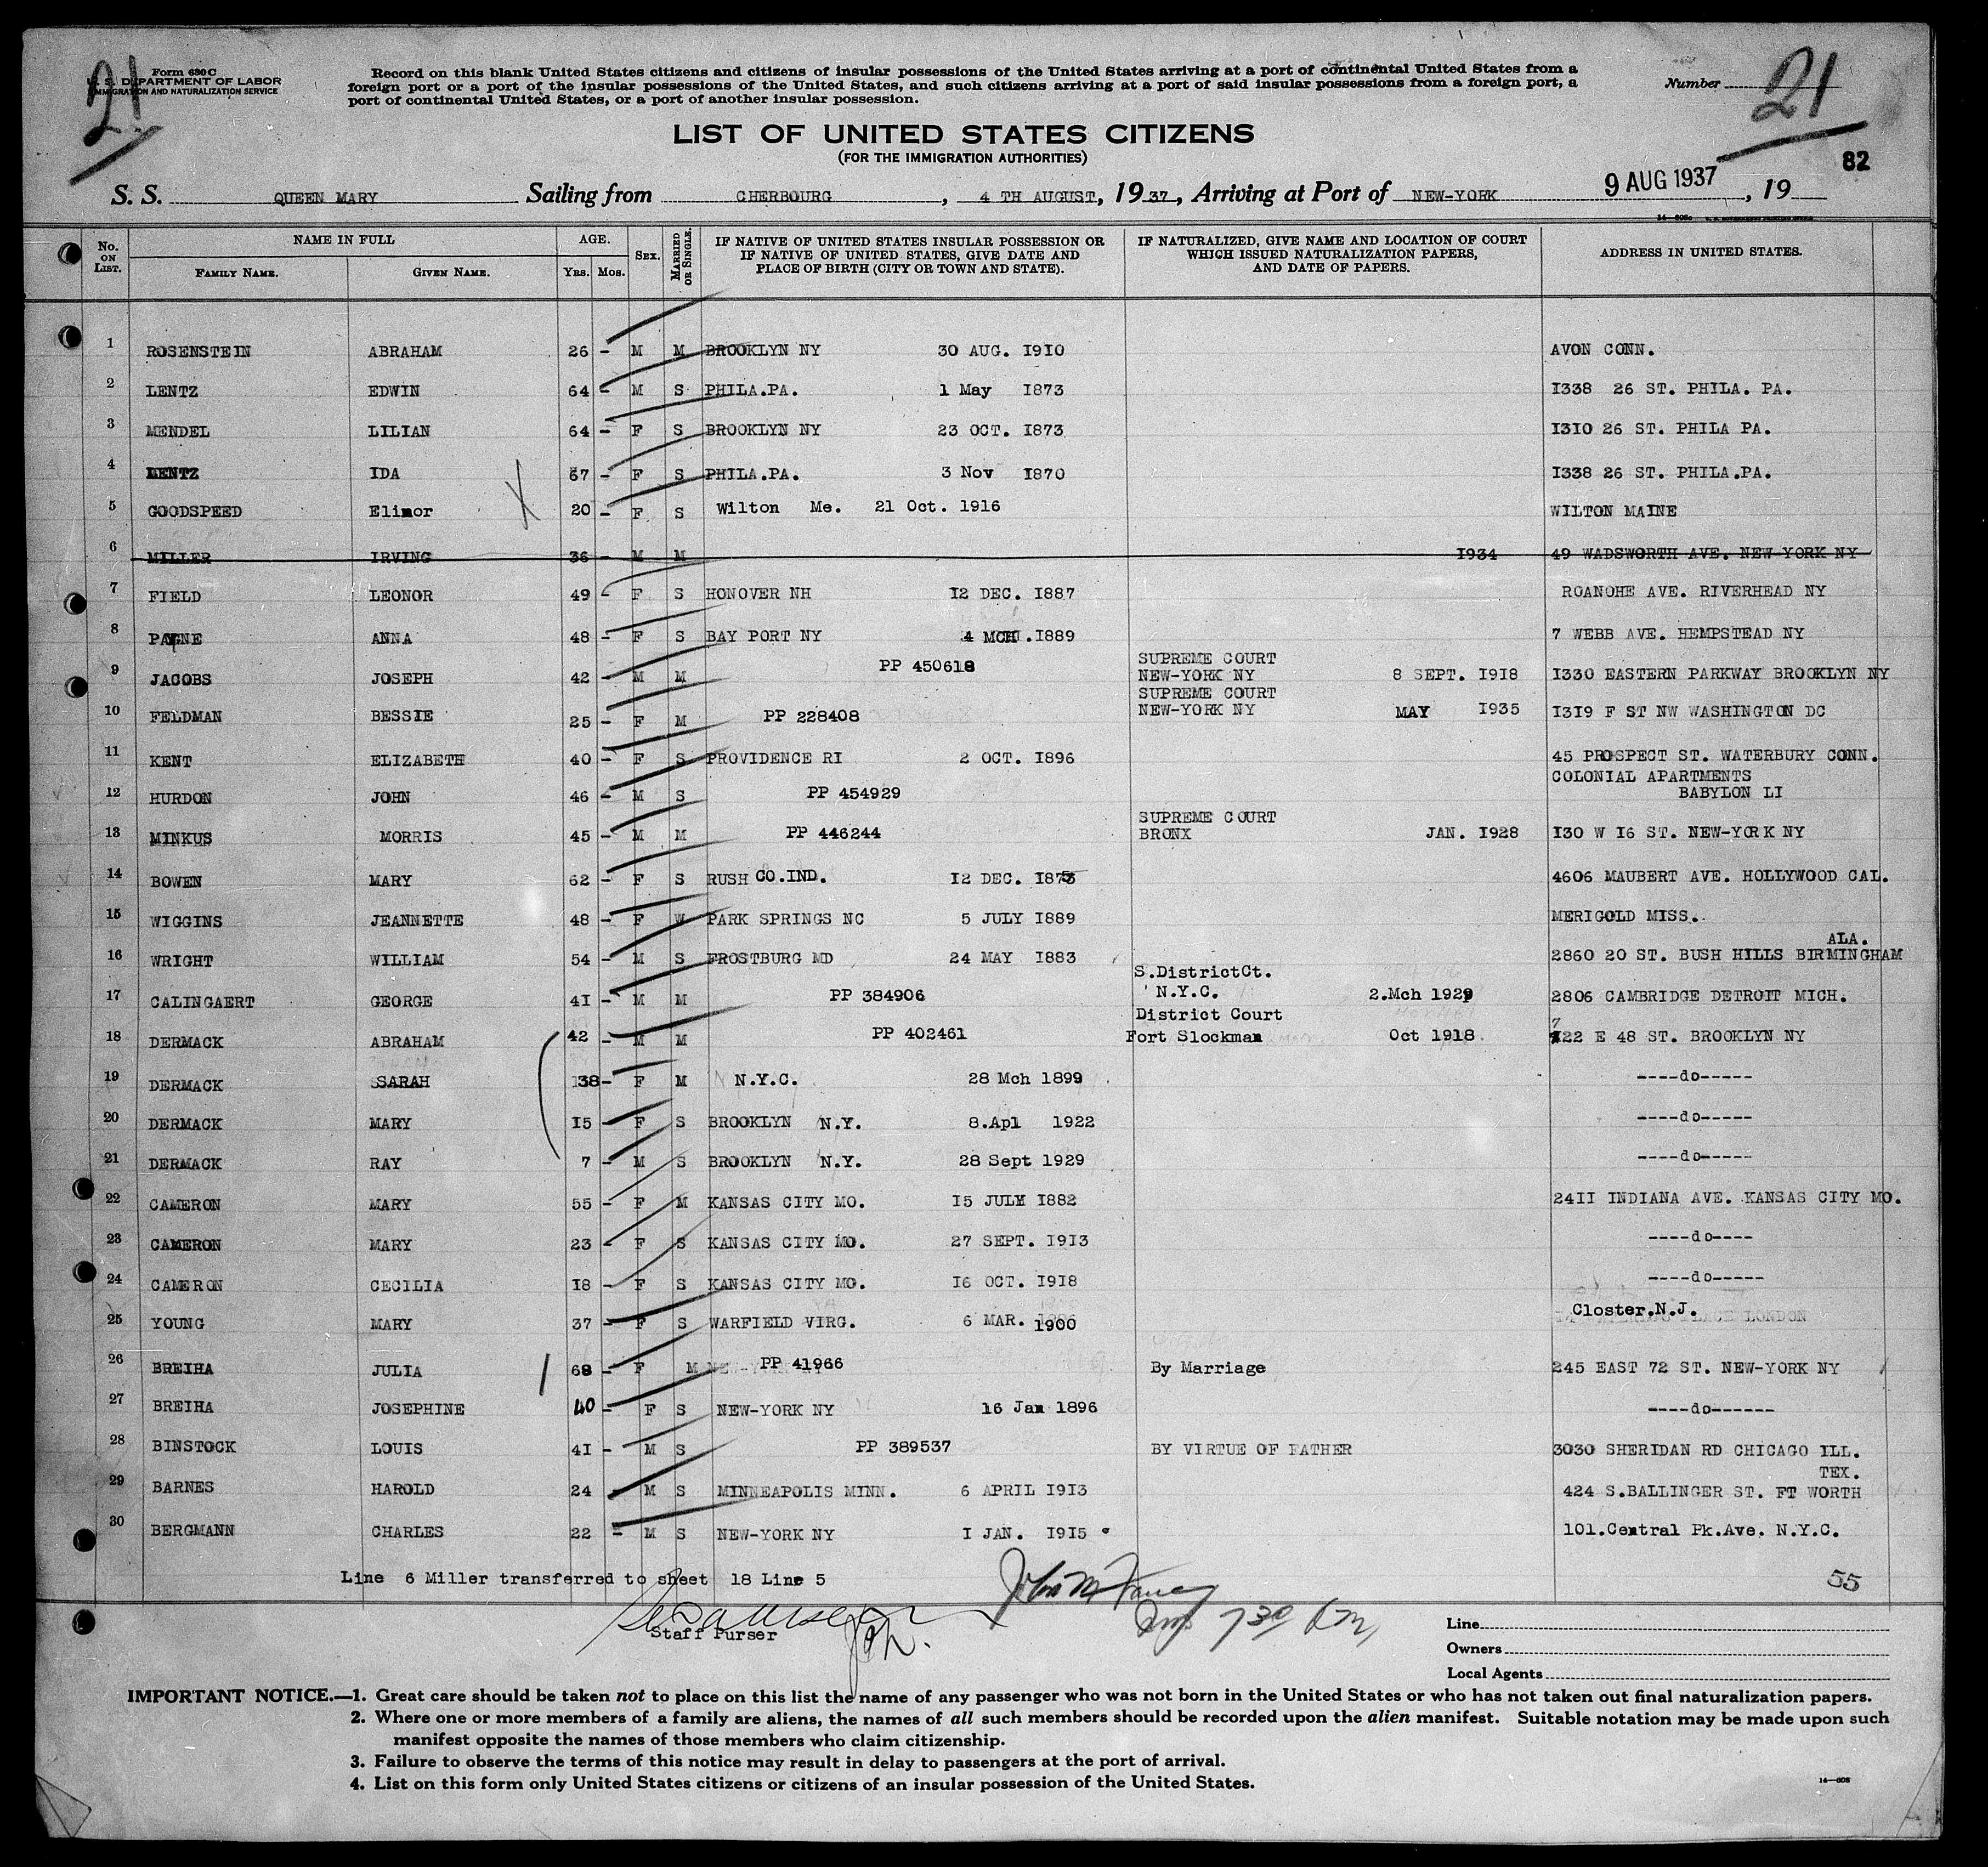 Form 630 C
U. S. DEPARTMENT OF LABOR
IMMIGRATION AND NATURALIZATION SERVICE
21
Record on this blank United States citizens and citizens of insular possessions of the United States arriving at a port of continental United States from a
foreign port or a port of the insular possessions of the United States, and such citizens arriving at a port of said insular possessions from a foreign port, a
port of continental United States, or a port of another insular possession.
Number 21
LIST OF UNITED STATES CITIZENS
(FOR THE IMMIGRATION AUTHORITIES)
82
S. S. QUEEN MARY Sailing from CHERBOURG, 4 TH AUGUST, 19 37, Arriving at Port of NEW-YORK 9 AUG 1937, 19
No. ON LIST. NAME IN FULL FAMILY NAME. GIVEN NAME. AGE. Yrs. Mos. SEX. MARRIED OR SINGLE. IF NATIVE OF UNITED STATES INSULAR POSSESSION OR IF NATIVE OF UNITED STATES, GIVE DATE AND PLACE OF BIRTH (CITY OR TOWN AND STATE). IF NATURALIZED, GIVE NAME AND LOCATION OF COURT WHICH ISSUED NATURALIZATION PAPERS, AND DATE OF PAPERS. ADDRESS IN UNITED STATES.
1 ROSENSTEIN ABRAHAM 26 - M M BROOKLYN NY 30 AUG. 1910 AVON CONN.
2 LENTZ EDWIN 64 - M S PHILA.PA. 1 May 1873 1338 26 ST. PHILA. PA.
3 MENDEL LILIAN 64 - F S BROOKLYN NY 23 OCT. 1873 1310 26 ST. PHILA PA.
4 LENTZ IDA 67 - F S PHILA.PA. 3 Nov 1870 1338 26 ST. PHILA.PA.
5 GOODSPEED Elinor 20 - F S Wilton Me. 21 Oct. 1916 WILTON MAINE
6 MILLER IRVING 36 - M M 1934 49 WADSWORTH AVE. NEW-YORK NY
7 FIELD LEONOR 49 - F S HONOVER NH 12 DEC. 1887 ROANOHE AVE. RIVERHEAD NY
8 PAYNE ANNA 48 - F S BAY PORT NY 4 MCH .1889 7 WEBB AVE. HEMPSTEAD NY
9 JACOBS JOSEPH 42 - M M PP 450618 SUPREME COURT NEW-YORK NY 8 SEPT. 1918 1330 EASTERN PARKWAY BROOKLYN NY
10 FELDMAN BESSIE 25 - F M PP 228408 SUPREME COURT NEW-YORK NY MAY 1935 1319 F ST NW WASHINGTON DC
11 KENT ELIZABETH 40 - F S PROVIDENCE RI 2 OCT. 1896 45 PROSPECT ST. WATERBURY CONN.
12 HURDON JOHN 46 - M S PP 454929 COLONIAL APARTMENTS BABYLON LI
13 MINKUS MORRIS 45 - M M PP 446244 SUPREME COURT BRONX JAN. 1928 130 W 16 ST. NEW-YORK NY
14 BOWEN MARY 62 - F S RUSH CO.IND. 12 DEC. 1875 4606 MAUBERT AVE. HOLLYWOOD CAL.
15 WIGGINS JEANNETTE 48 - F W PARK SPRINGS NC 5 JULY 1889 MERIGOLD MISS.
16 WRIGHT WILLIAM 54 - M S FROSTBURG MD 24 MAY 1883 2860 20 ST. BUSH HILLS BIRMINGHAM ALA.
17 CALINGAERT GEORGE 41 - M M PP 384906 S.DistrictCt. N.Y.C. 2.Mch 1929 2806 CAMBRIDGE DETROIT MICH.
18 DERMACK ABRAHAM 42 - M M PP 402461 District Court Fort Slockman Oct 1918 722 E 48 ST. BROOKLYN NY
19 DERMACK SARAH 38 - F M N.Y.C. 28 Mch 1899 ----do-----
20 DERMACK MARY 15 - F S BROOKLYN N.Y. 8.Apl 1922 ----do-----
21 DERMACK RAY 7 - M S BROOKLYN N.Y. 28 Sept 1929 ----do-----
22 CAMERON MARY 55 - F M KANSAS CITY MO. 15 JULY 1882 2411 INDIANA AVE. KANSAS CITY MO.
23 CAMERON MARY 23 - F S KANSAS CITY MO. 27 SEPT. 1913 ----do----
24 CAMERON CECILIA 18 - F S KANSAS CITY MO. 16 OCT. 1918 ----do-----
25 YOUNG MARY 37 - F S WARFIELD VIRG. 6 MAR. 1900 Closter.N.J.
26 BREIHA JULIA 68 - F M PP 41966 By Marriage 245 EAST 72 ST. NEW-YORK NY
27 BREIHA JOSEPHINE 40 - F S NEW-YORK NY 16 Jan 1896 ----do------
28 BINSTOCK LOUIS 41 - M S PP 389537 BY VIRTUE OF FATHER 3030 SHERIDAN RD CHICAGO ILL.
29 BARNES HAROLD 24 - M S MINNEAPOLIS MINN. 6 APRIL 1913 424 S.BALLINGER ST. FT WORTH TEX.
30 BERGMANN CHARLES 22 - M S NEW-YORK NY 1 JAN. 1915 101.Central Pk.Ave. N.Y.C.
Line 6 Miller transferred to sheet 18 Line 5
55
Staff Purser
Line
Owners
Local Agents
IMPORTANT NOTICE.—1. Great care should be taken not to place on this list the name of any passenger who was not born in the United States or who has not taken out final naturalization papers.
2. Where one or more members of a family are aliens, the names of all such members should be recorded upon the alien manifest. Suitable notation may be made upon such
manifest opposite the names of those members who claim citizenship.
3. Failure to observe the terms of this notice may result in delay to passengers at the port of arrival.
4. List on this form only United States citizens or citizens of an insular possession of the United States.